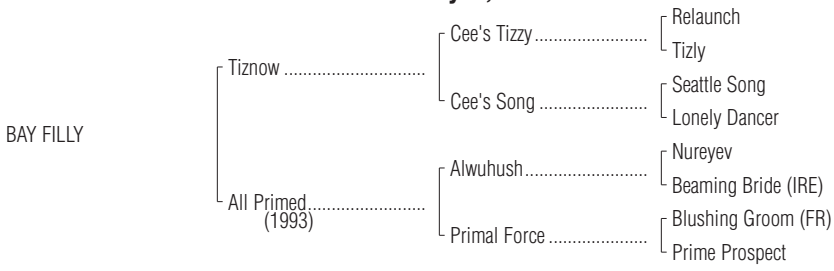 Relaunch
Cee's Tizzy
Tizly
Tiznow
Seattle Song
Cee's Song
Lonely Dancer
BAY FILLY
Nureyev
Alwuhush
Beaming Bride (IRE)
All Primed
(1993)
Blushing Groom (FR)
Primal Force
Prime Prospect